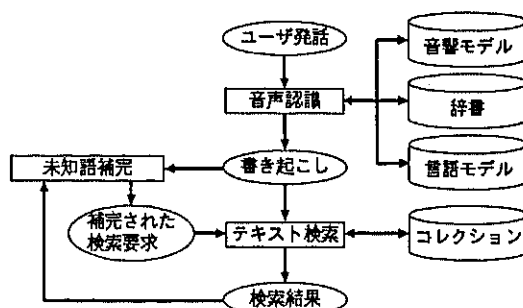 ユーザ発話
音響モデル
音声認識
辞書
未知語補完
書き起こし
言語モデル
補完された
検索要求
テキスト検索
コレクション
検索結果